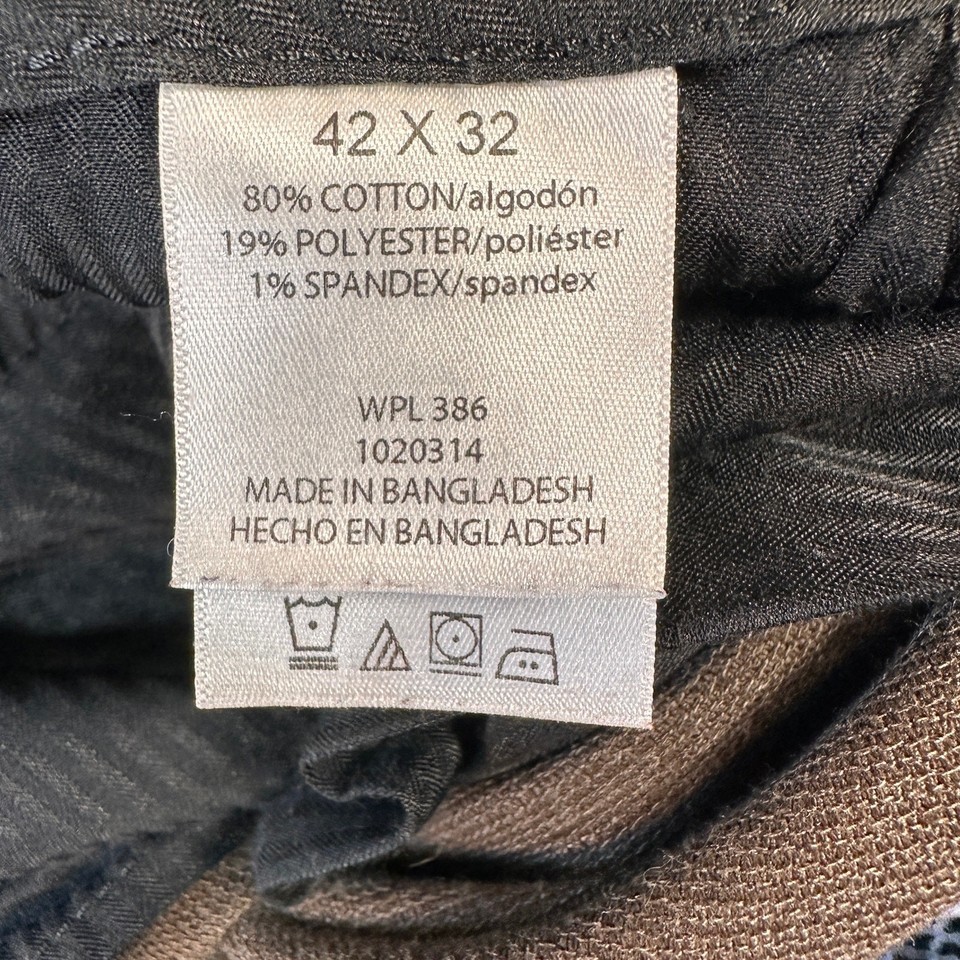 42 X 32
80% COTTON/algodón
19% POLYESTER/poliéster
1% SPANDEX/spandex
WPL 386
1020314
MADE IN BANGLADESH
HECHO EN BANGLADESH